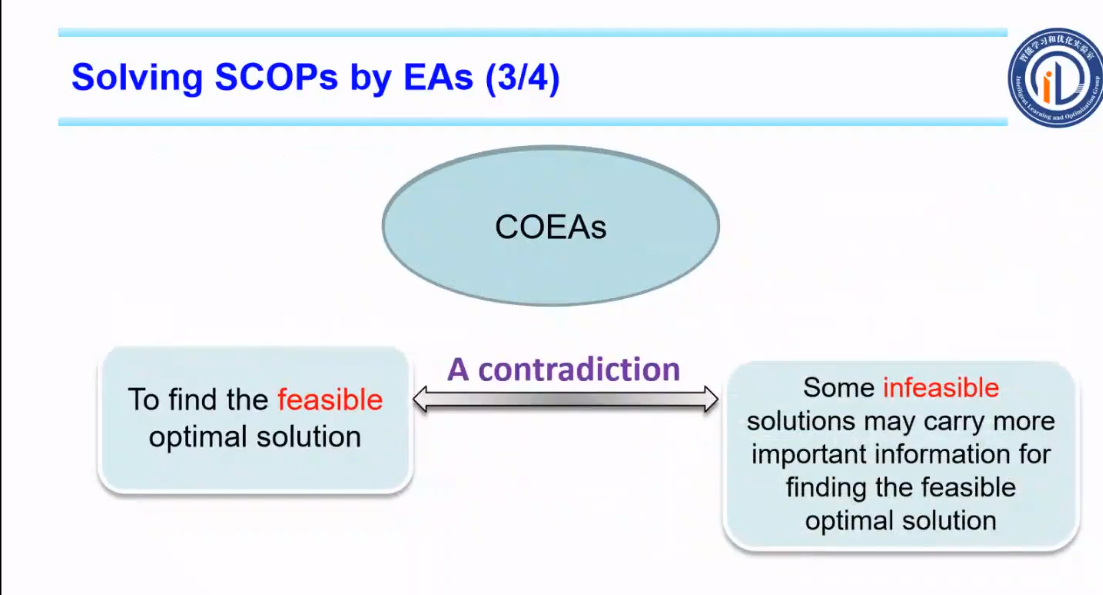 Solving SCOPs by EAs (3/4)
智能学习和优化实验室
Intelligent Learning and Optimization Group
COEAs
A contradiction
To find the feasible
optimal solution
Some infeasible
solutions may carry more
important information for
finding the feasible
optimal solution